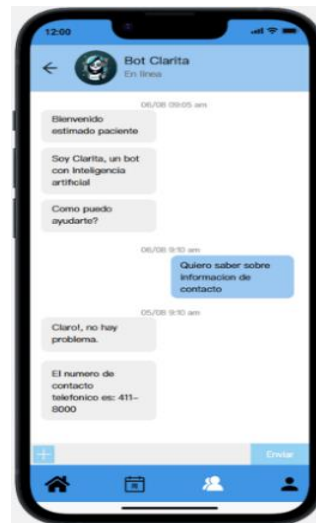 12:00
Bot Clarita
En línea
06/08 09:05 am
Bienvenido
estimado paciente
Soy Clarita, un bot
con Inteligencia
artificial
Como puedo
ayudarte?
06/08 9:10 am
Quiero saber sobre
informacion de
contacto
05/08 9:10 am
Claro!, no hay
problema.
El numero de
contacto
telefonico es: 411-
8000
Enviar